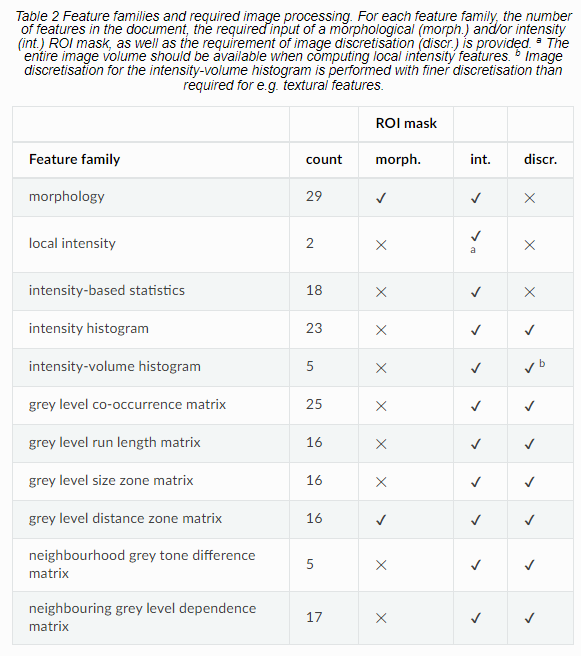 Table 2 Feature families and required image processing. For each feature family, the number
of features in the document, the required input of a morphological (morph.) and/or intensity
(int.) ROI mask, as well as the requirement of image discretisation (discr.) is provided. ᵃ The
entire image volume should be available when computing local intensity features. ᵇ Image
discretisation for the intensity-volume histogram is performed with finer discretisation than
required for e.g. textural features.
ROI mask
Feature family count morph. int. discr.
morphology 29 ✓ ✓ ×
local intensity 2 × ✓ ×
a
intensity-based statistics 18 × ✓ ×
intensity histogram 23 × ✓ ✓
intensity-volume histogram 5 × ✓ ✓ ᵇ
grey level co-occurrence matrix 25 × ✓ ✓
grey level run length matrix 16 × ✓ ✓
grey level size zone matrix 16 × ✓ ✓
grey level distance zone matrix 16 ✓ ✓ ✓
neighbourhood grey tone difference
matrix 5 × ✓ ✓
neighbouring grey level dependence
matrix 17 × ✓ ✓